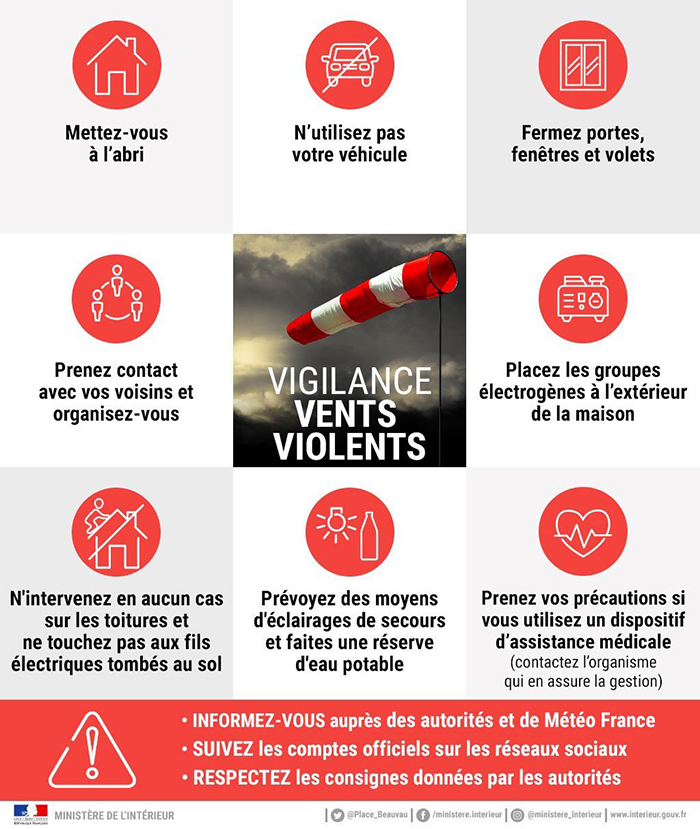 Mettez-vous
à l'abri
N'utilisez pas
votre véhicule
Fermez portes,
fenêtres et volets
Prenez contact
avec vos voisins et
organisez-vous
VIGILANCE
VENTS
VIOLENTS
Placez les groupes
électrogènes à l'extérieur
de la maison
N'intervenez en aucun cas
sur les toitures et
ne touchez pas aux fils
électriques tombés au sol
Prévoyez des moyens
d'éclairages de secours
et faites une réserve
d'eau potable
Prenez vos précautions si
vous utilisez un dispositif
d'assistance médicale
(contactez l'organisme
qui en assure la gestion)
• INFORMEZ-VOUS auprès des autorités et de Météo France
• SUIVEZ les comptes officiels sur les réseaux sociaux
• RESPECTEZ les consignes données par les autorités
MINISTÈRE DE L'INTÉRIEUR | @Place_Beauvau | /ministere.interieur | @ministere_interieur | www.interieur.gouv.fr